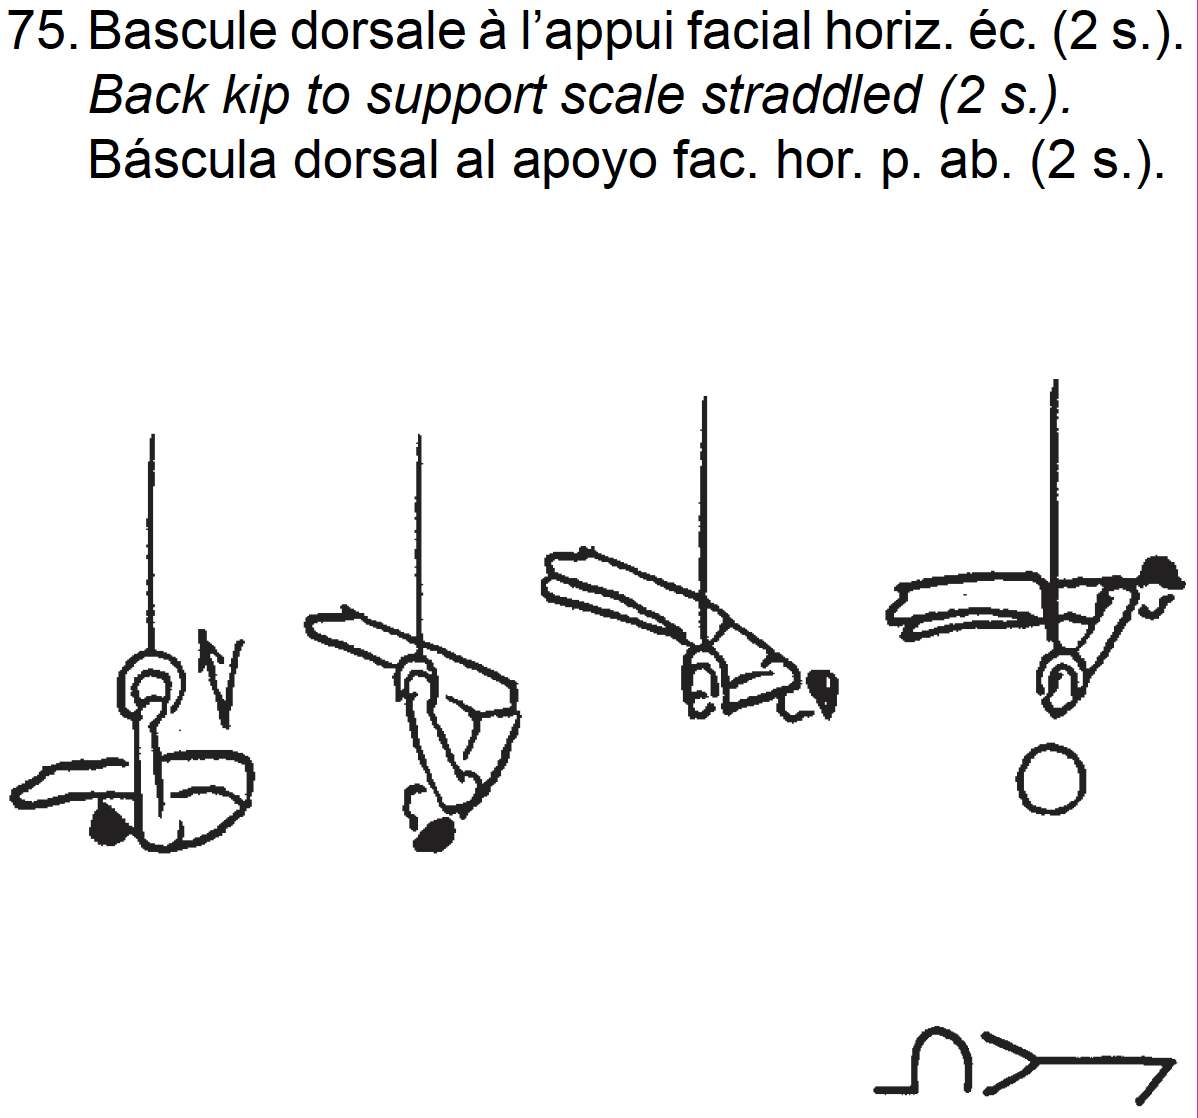 75. Bascule dorsale à l’appui facial horiz. éc. (2 s.).
Back kip to support scale straddled (2 s.).
Báscula dorsal al apoyo fac. hor. p. ab. (2 s.).